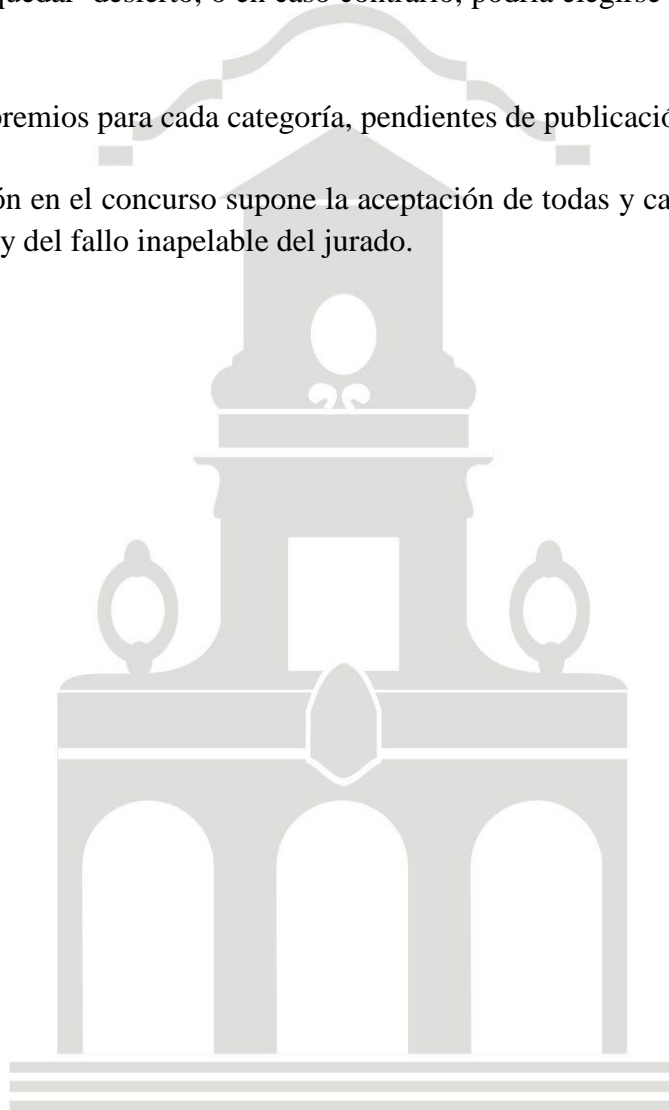 quedar desierto, o en caso contrario, podría elegirse
premios para cada categoría, pendientes de publicació
ón en el concurso supone la aceptación de todas y ca
y del fallo inapelable del jurado.